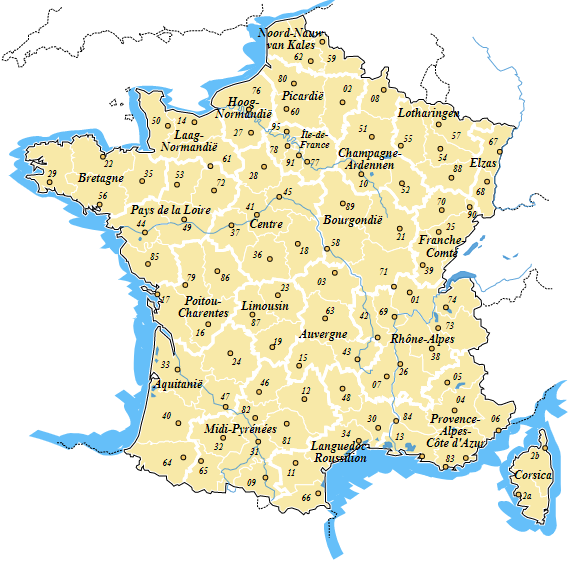 Noord-Nauw
van Kales
62
59
80
Picardië
02
08
76
Hoog-
Normandië
60
50
14
Laag-
Normandië
27
95
Île-de-
France
78
91
77
51
Champagne-
Ardennen
10
55
Lotharingen
57
54
67
Elzas
88
68
52
70
90
22
29
Bretagne
56
35
53
61
72
28
45
41
Centre
89
Bourgondië
21
25
Franche-
Comté
39
Pays de la Loire
44
49
37
85
79
86
36
18
58
03
71
01
74
17
Poitou-
Charentes
16
23
Limousin
87
63
Auvergne
42
69
Rhône-Alpes
73
38
19
24
33
Aquitanië
15
43
07
26
05
46
47
82
12
48
04
40
Midi-Pyrénées
32
81
34
30
84
13
Provence-
Alpes-
Côte d'Azur
06
83
64
65
31
09
11
Languedoc-
Roussillon
66
2b
Corsica
2a